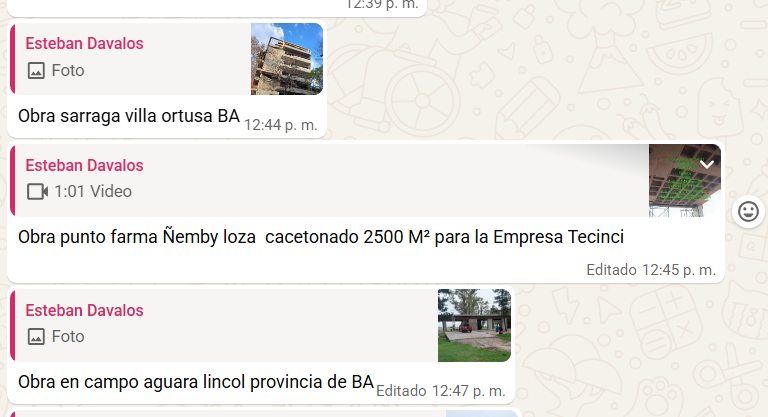 12:39 p. m.
Esteban Davalos
Foto
Obra sarraga villa ortusa BA
12:44 p. m.
Esteban Davalos
1:01 Video
Obra punto farma Ñemby loza  cacetonado 2500 M² para la Empresa Tecinci
Editado 12:45 p. m.
Esteban Davalos
Foto
Obra en campo aguara lincol provincia de BA
Editado 12:47 p. m.